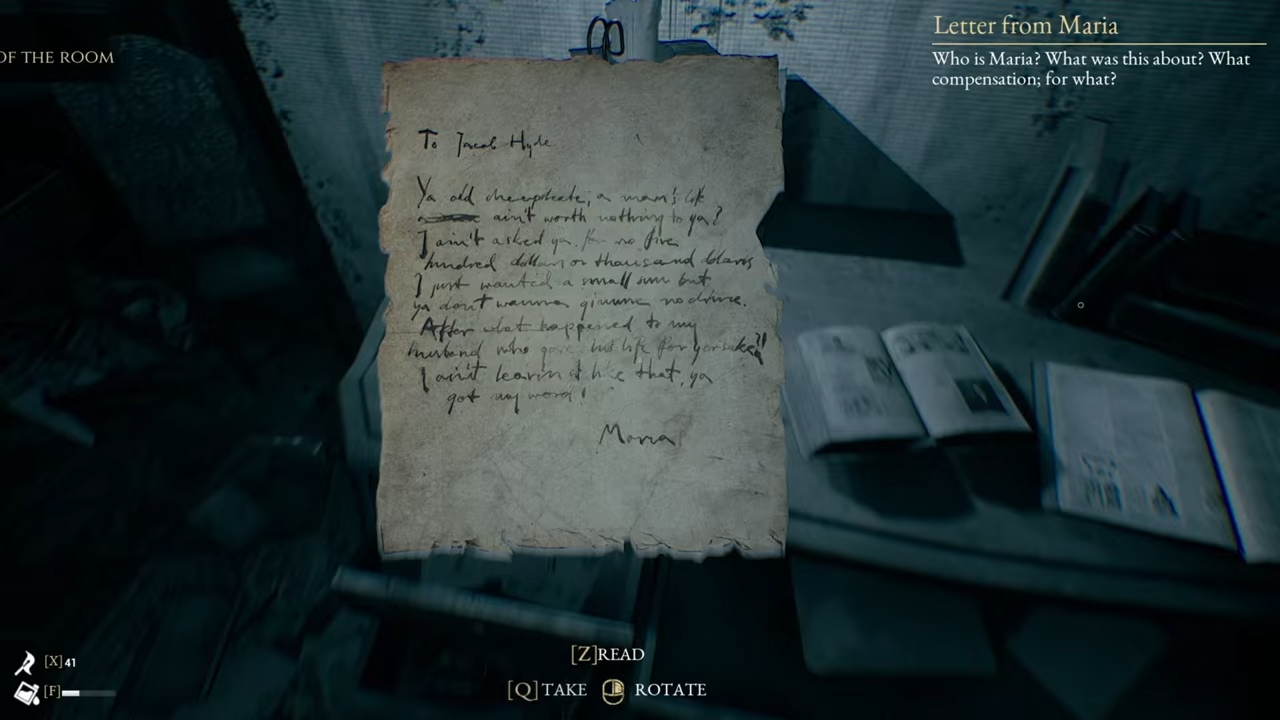 OF THE ROOM
Letter from Maria
Who is Maria? What was this about? What
compensation; for what?
To Jacob Hyde
Ya old cheapskate, a man's life
ain't worth nothing to ya?
I ain't asked ya for no five
hundred dollars or thousand dollars
I just wanted a small sum but
ya don't wanna gimme no dime.
After what happened to my
husband who gave his life for your sake?!
I ain't leavin it like that, ya
got my word!
Maria
[X] 41
[F]
[Z]READ
[Q]TAKE ROTATE